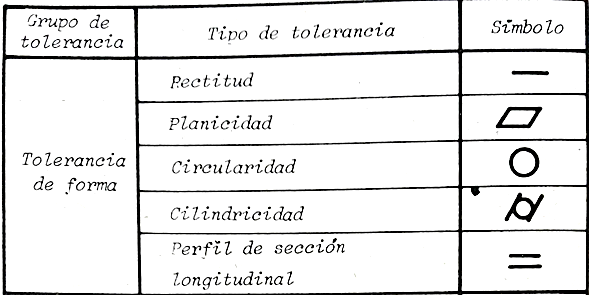 Grupo de tolerancia
Tipo de tolerancia
Símbolo
Tolerancia de forma
Rectitud
Planicidad
Circularidad
Cilindricidad
Perfil de sección
longitudinal